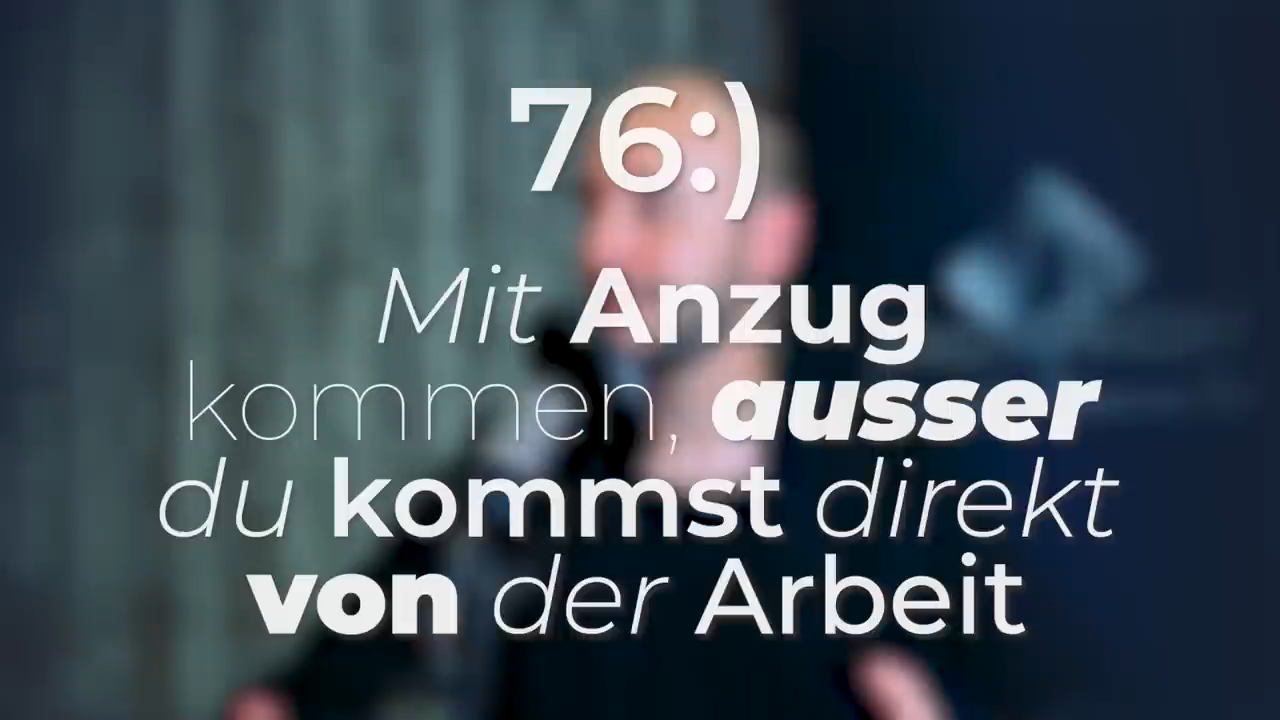 76:)
Mit Anzug
kommen, ausser
du kommst direkt
von der Arbeit